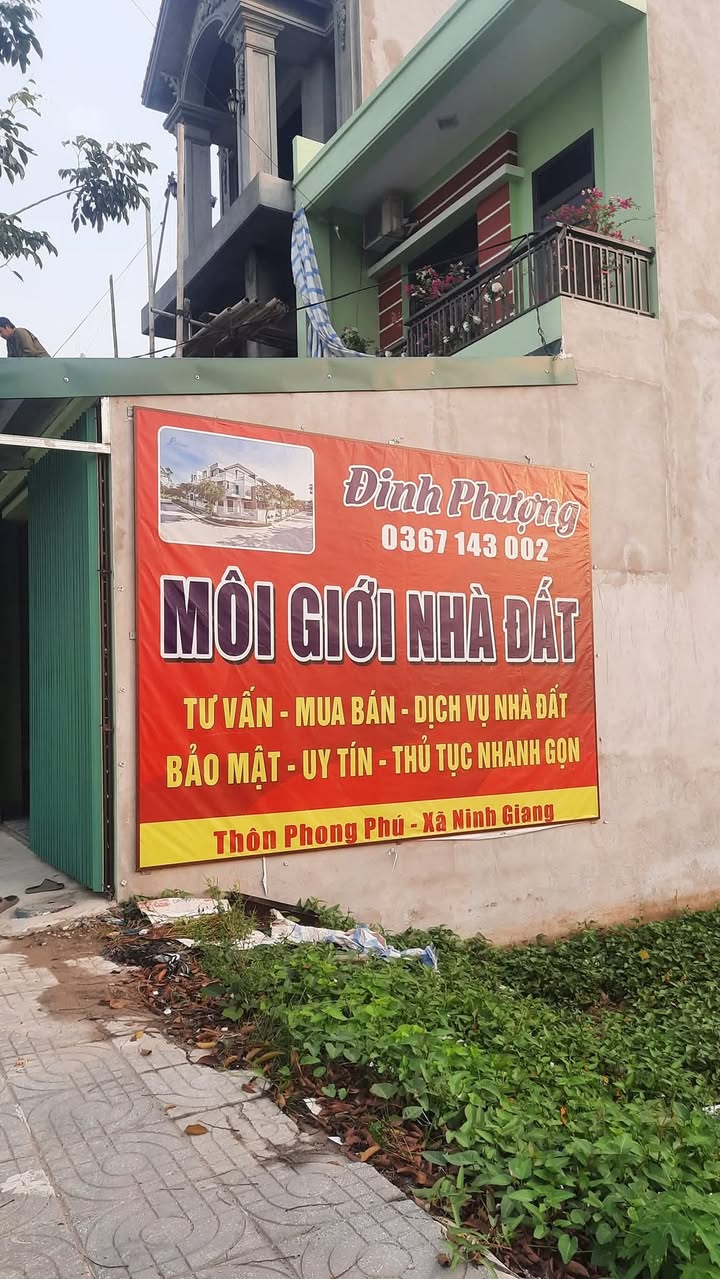 Đinh Phượng
0367 143 002
MÔI GIỚI NHÀ ĐẤT
TƯ VẤN - MUA BÁN - DỊCH VỤ NHÀ ĐẤT
BẢO MẬT - UY TÍN - THỦ TỤC NHANH GỌN
Thôn Phong Phú - Xã Ninh Giang